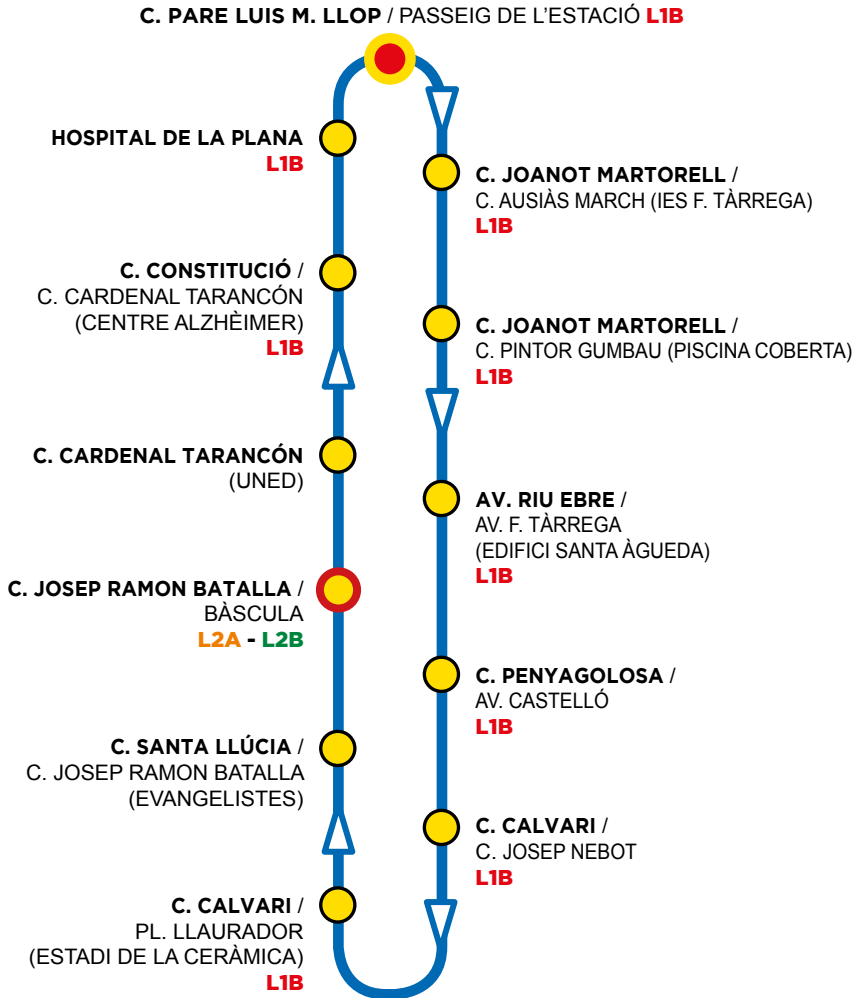 C. PARE LUIS M. LLOP / PASSEIG DE L'ESTACIÓ L1B
HOSPITAL DE LA PLANA
L1B
C. CONSTITUCIÓ /
C. CARDENAL TARANCÓN
(CENTRE ALZHÈIMER)
L1B
C. CARDENAL TARANCÓN
(UNED)
C. JOSEP RAMON BATALLA /
BÀSCULA
L2A - L2B
C. SANTA LLÚCIA /
C. JOSEP RAMON BATALLA
(EVANGELISTES)
C. CALVARI /
PL. LLAURADOR
(ESTADI DE LA CERÀMICA)
L1B
C. JOANOT MARTORELL /
C. AUSIÀS MARCH (IES F. TÀRREGA)
L1B
C. JOANOT MARTORELL /
C. PINTOR GUMBAU (PISCINA COBERTA)
L1B
AV. RIU EBRE /
AV. F. TÀRREGA
(EDIFICI SANTA ÀGUEDA)
L1B
C. PENYAGOLOSA /
AV. CASTELLÓ
L1B
C. CALVARI /
C. JOSEP NEBOT
L1B